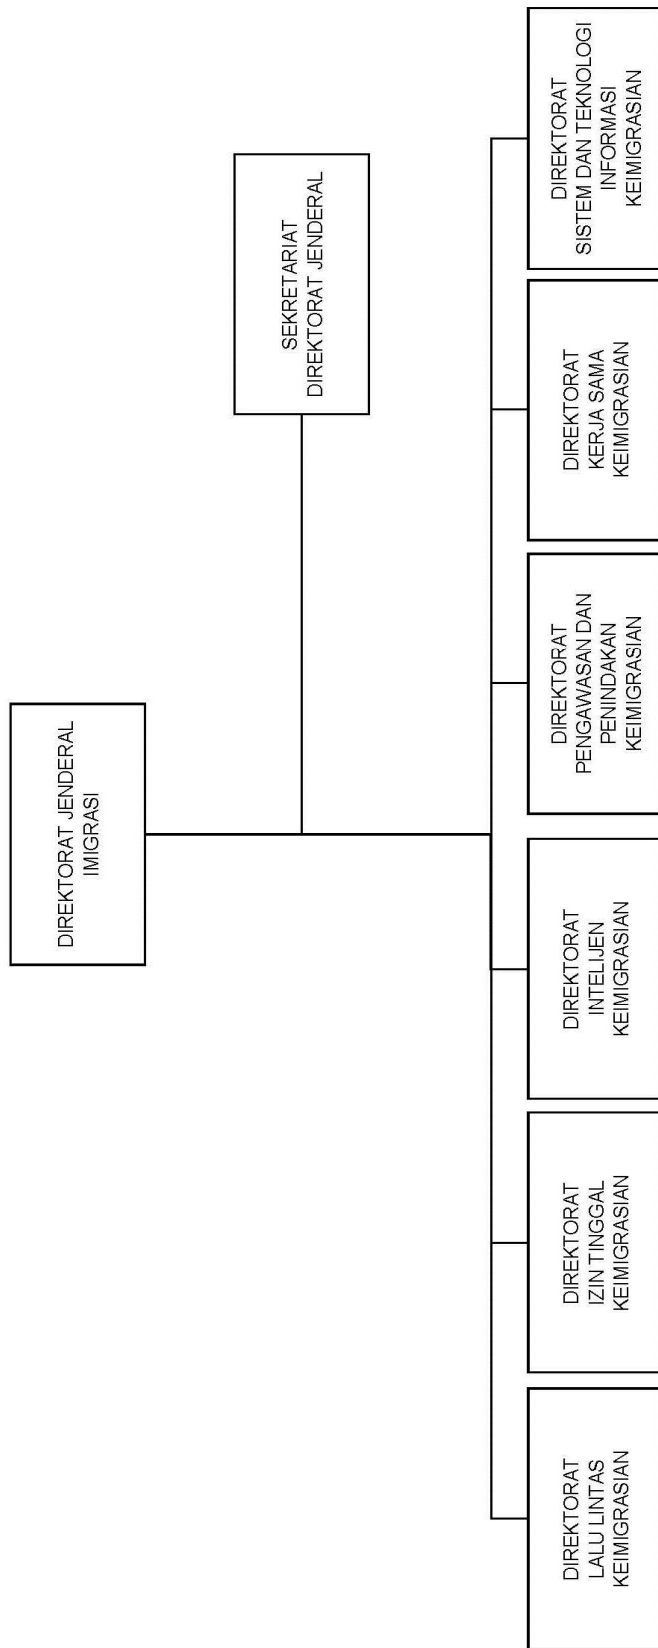 DIREKTORAT JENDERAL
IMIGRASI
SEKRETARIAT
DIREKTORAT JENDERAL
DIREKTORAT
LALU LINTAS
KEIMIGRASIAN
DIREKTORAT
IZIN TINGGAL
KEIMIGRASIAN
DIREKTORAT
INTELIJEN
KEIMIGRASIAN
DIREKTORAT
PENGAWASAN DAN
PENINDAKAN
KEIMIGRASIAN
DIREKTORAT
KERJA SAMA
KEIMIGRASIAN
DIREKTORAT
SISTEM DAN TEKNOLOGI
INFORMASI
KEIMIGRASIAN